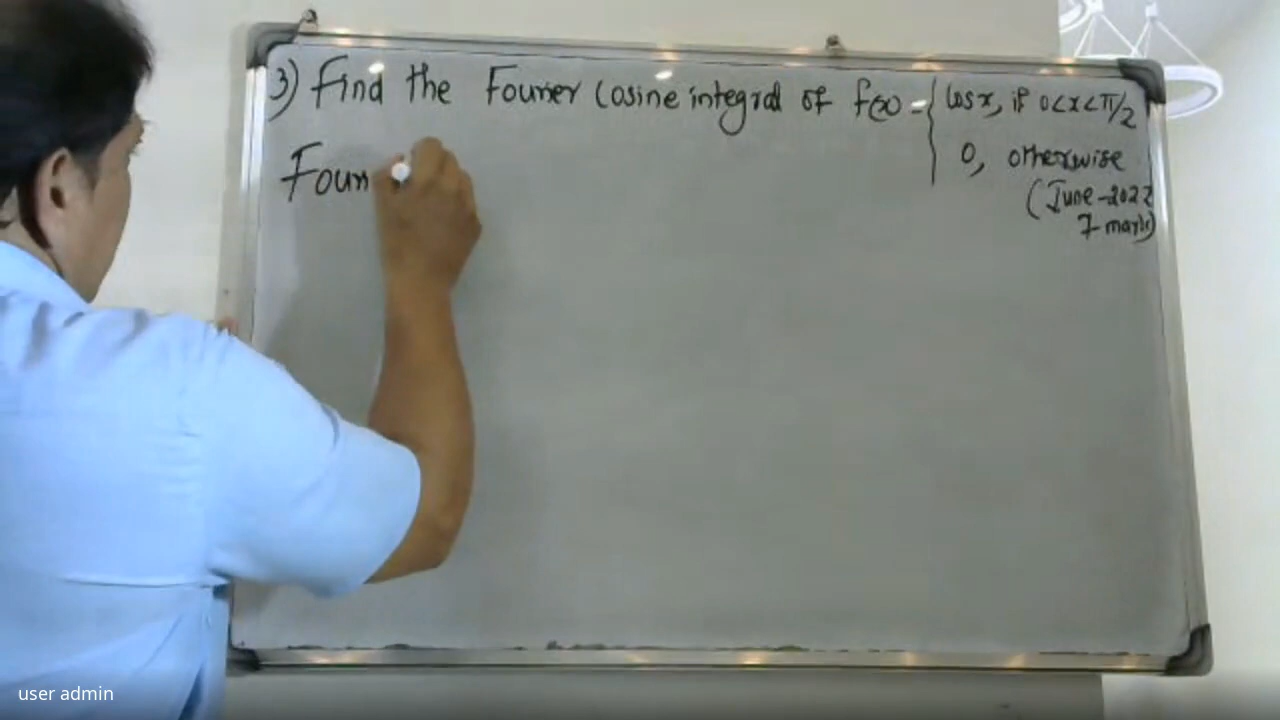 3) Find the Fourier Cosine integral of f(x) = { cos x, if 0<x<π/2
0, otherwise
(June-2022
7 marks)
Four
user admin